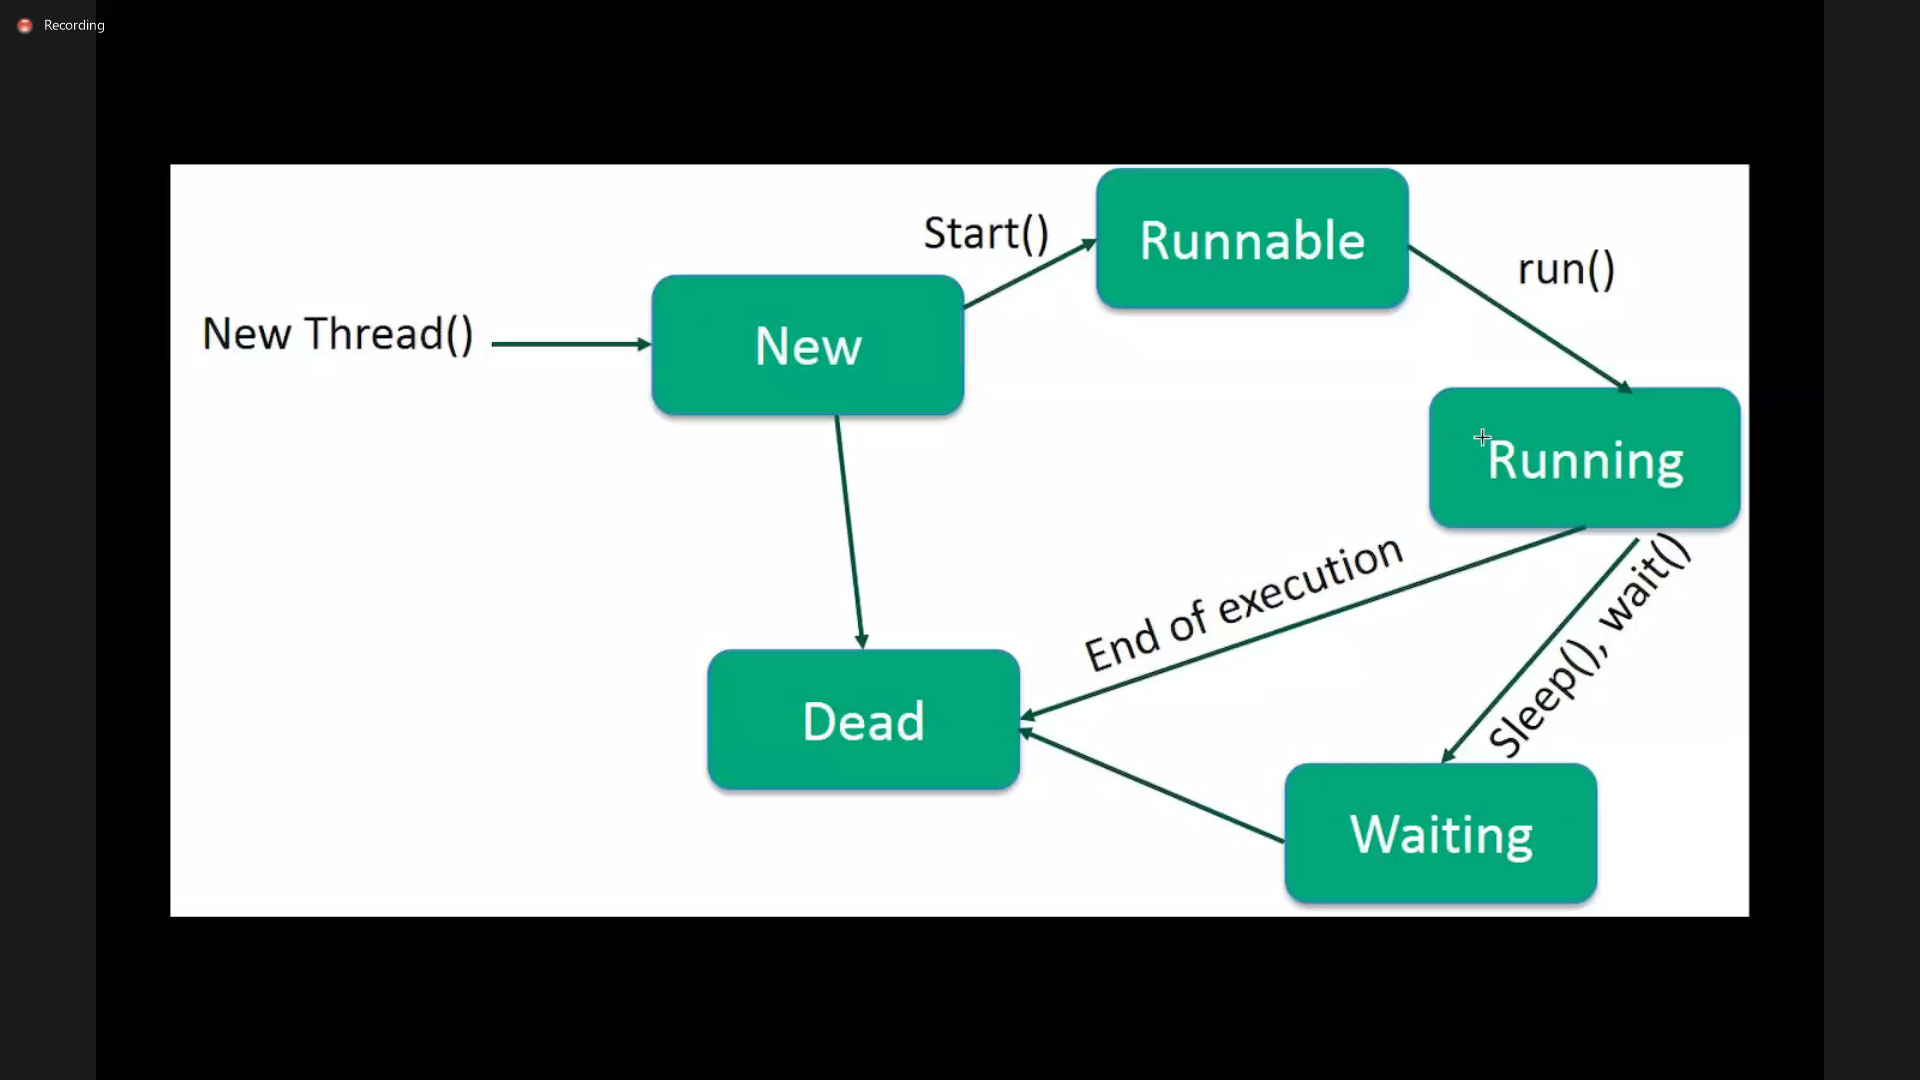 Recording
Start()
Runnable
run()
New Thread()
New
Running
End of execution
Sleep(), wait()
Dead
Waiting